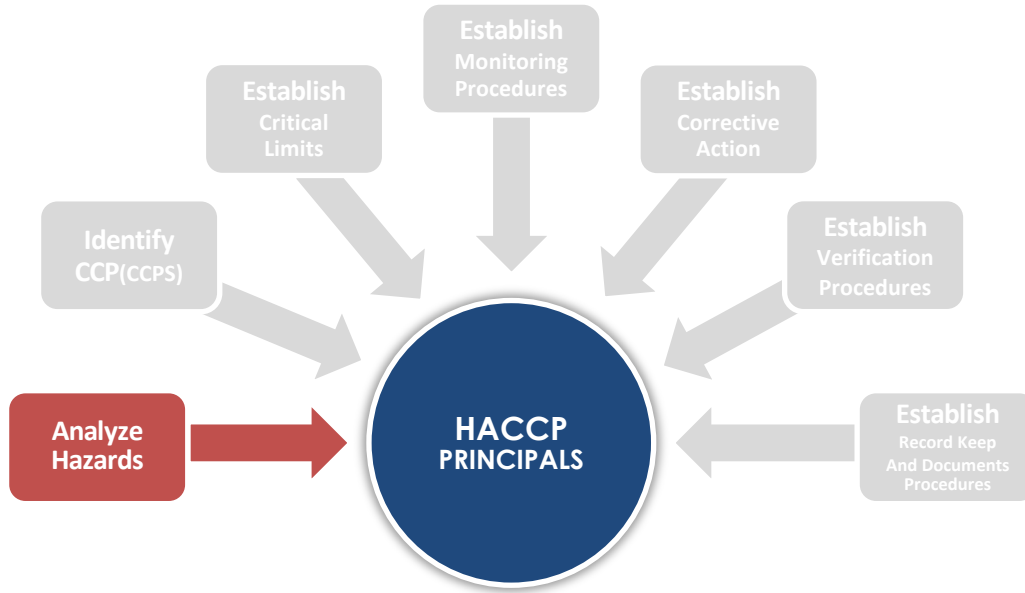 Establish
Monitoring
Procedures
Establish
Critical
Limits
Establish
Corrective
Action
Identify
CCP(CCPS)
Establish
Verification
Procedures
Analyze
Hazards
HACCP
PRINCIPALS
Establish
Record Keep
And Documents
Procedures